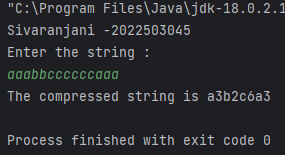 "C:\Program Files\Java\jdk-18.0.2.1
Sivaranjani -2022503045
Enter the string :
aaabbccccccaaa
The compressed string is a3b2c6a3
Process finished with exit code 0